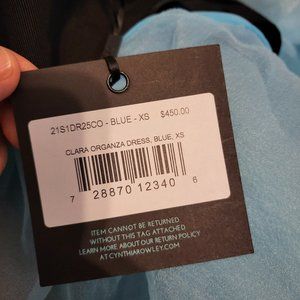 21S1DR25CO - BLUE - XS $450.00
CLARA ORGANZA DRESS, BLUE, XS
7 28870 12340 6
ITEM CANNOT BE RETURNED
WITHOUT THIS TAG ATTACHED
LEARN MORE ABOUT OUR RETURN POLICY
AT CYNTHIAROWLEY.COM